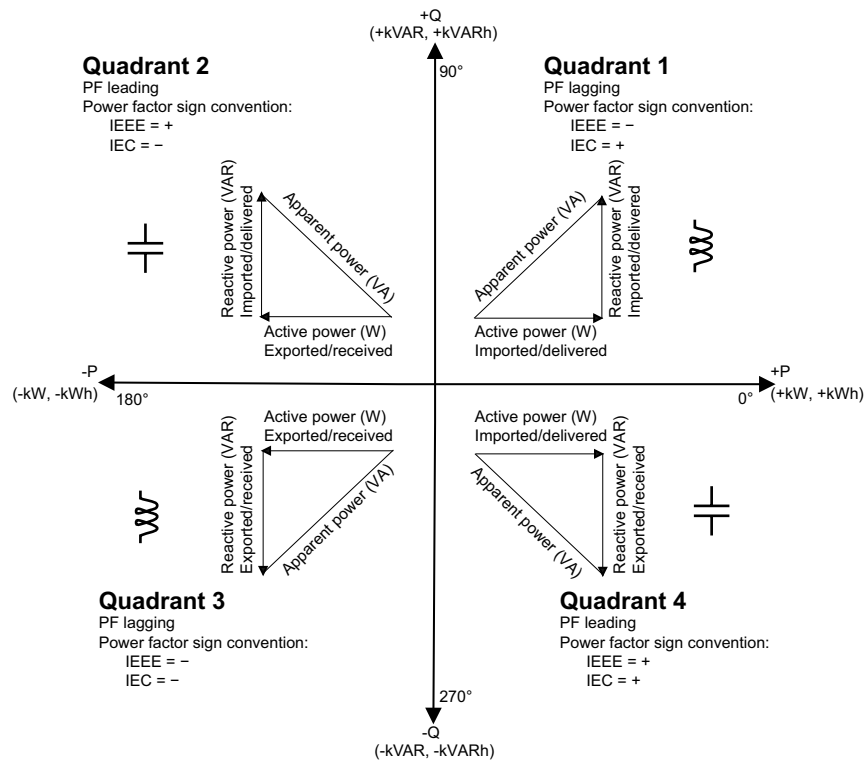 +Q
(+kVAR, +kVARh)
90°
Quadrant 2
PF leading
Power factor sign convention:
IEEE = +
IEC = −
Quadrant 1
PF lagging
Power factor sign convention:
IEEE = −
IEC = +
Reactive power (VAR)
Imported/delivered
Apparent power (VA)
Active power (W)
Exported/received
Apparent power (VA)
Reactive power (VAR)
Imported/delivered
Active power (W)
Imported/delivered
-P
(-kW, -kWh)
180°
0°
+P
(+kW, +kWh)
Active power (W)
Exported/received
Reactive power (VAR)
Exported/received
Apparent power (VA)
Active power (W)
Imported/delivered
Apparent power (VA)
Reactive power (VAR)
Exported/received
Quadrant 3
PF lagging
Power factor sign convention:
IEEE = −
IEC = −
Quadrant 4
PF leading
Power factor sign convention:
IEEE = +
IEC = +
270°
-Q
(-kVAR, -kVARh)